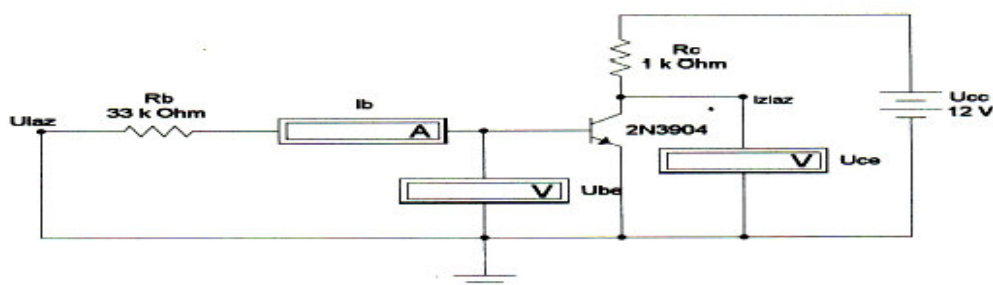 Rc
1 k Ohm
Rb
33 k Ohm
Ib
Ulaz
A
Izlaz
Ucc
12 V
2N3904
V
Ube
V
Uce